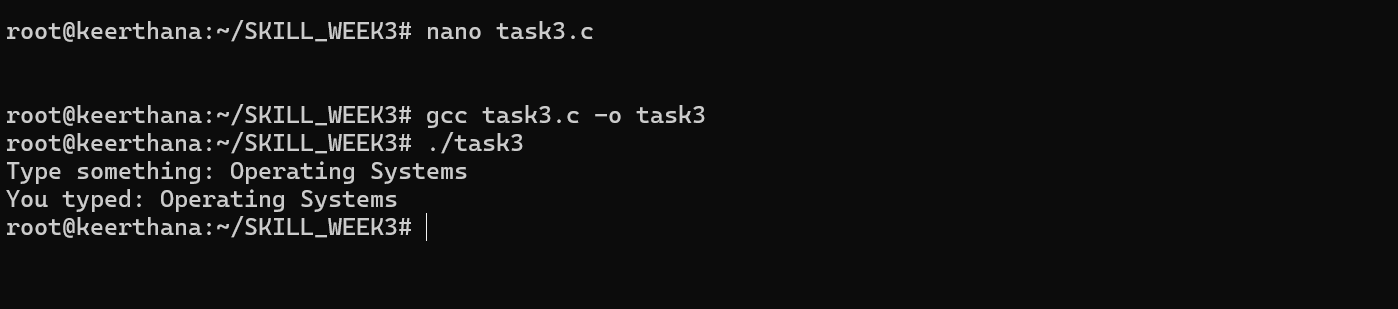 root@keerthana:~/SKILL_WEEK3# nano task3.c
root@keerthana:~/SKILL_WEEK3# gcc task3.c -o task3
root@keerthana:~/SKILL_WEEK3# ./task3
Type something: Operating Systems
You typed: Operating Systems
root@keerthana:~/SKILL_WEEK3#